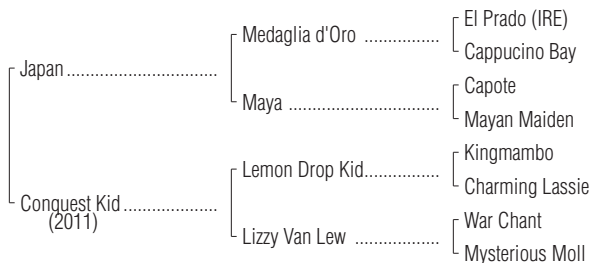 El Prado (IRE)
Medaglia d'Oro ................
Cappucino Bay
Japan ................................
Capote
Maya ................................
Mayan Maiden
Kingmambo
Lemon Drop Kid................
Charming Lassie
Conquest Kid ....................
(2011)
War Chant
Lizzy Van Lew ..................
Mysterious Moll